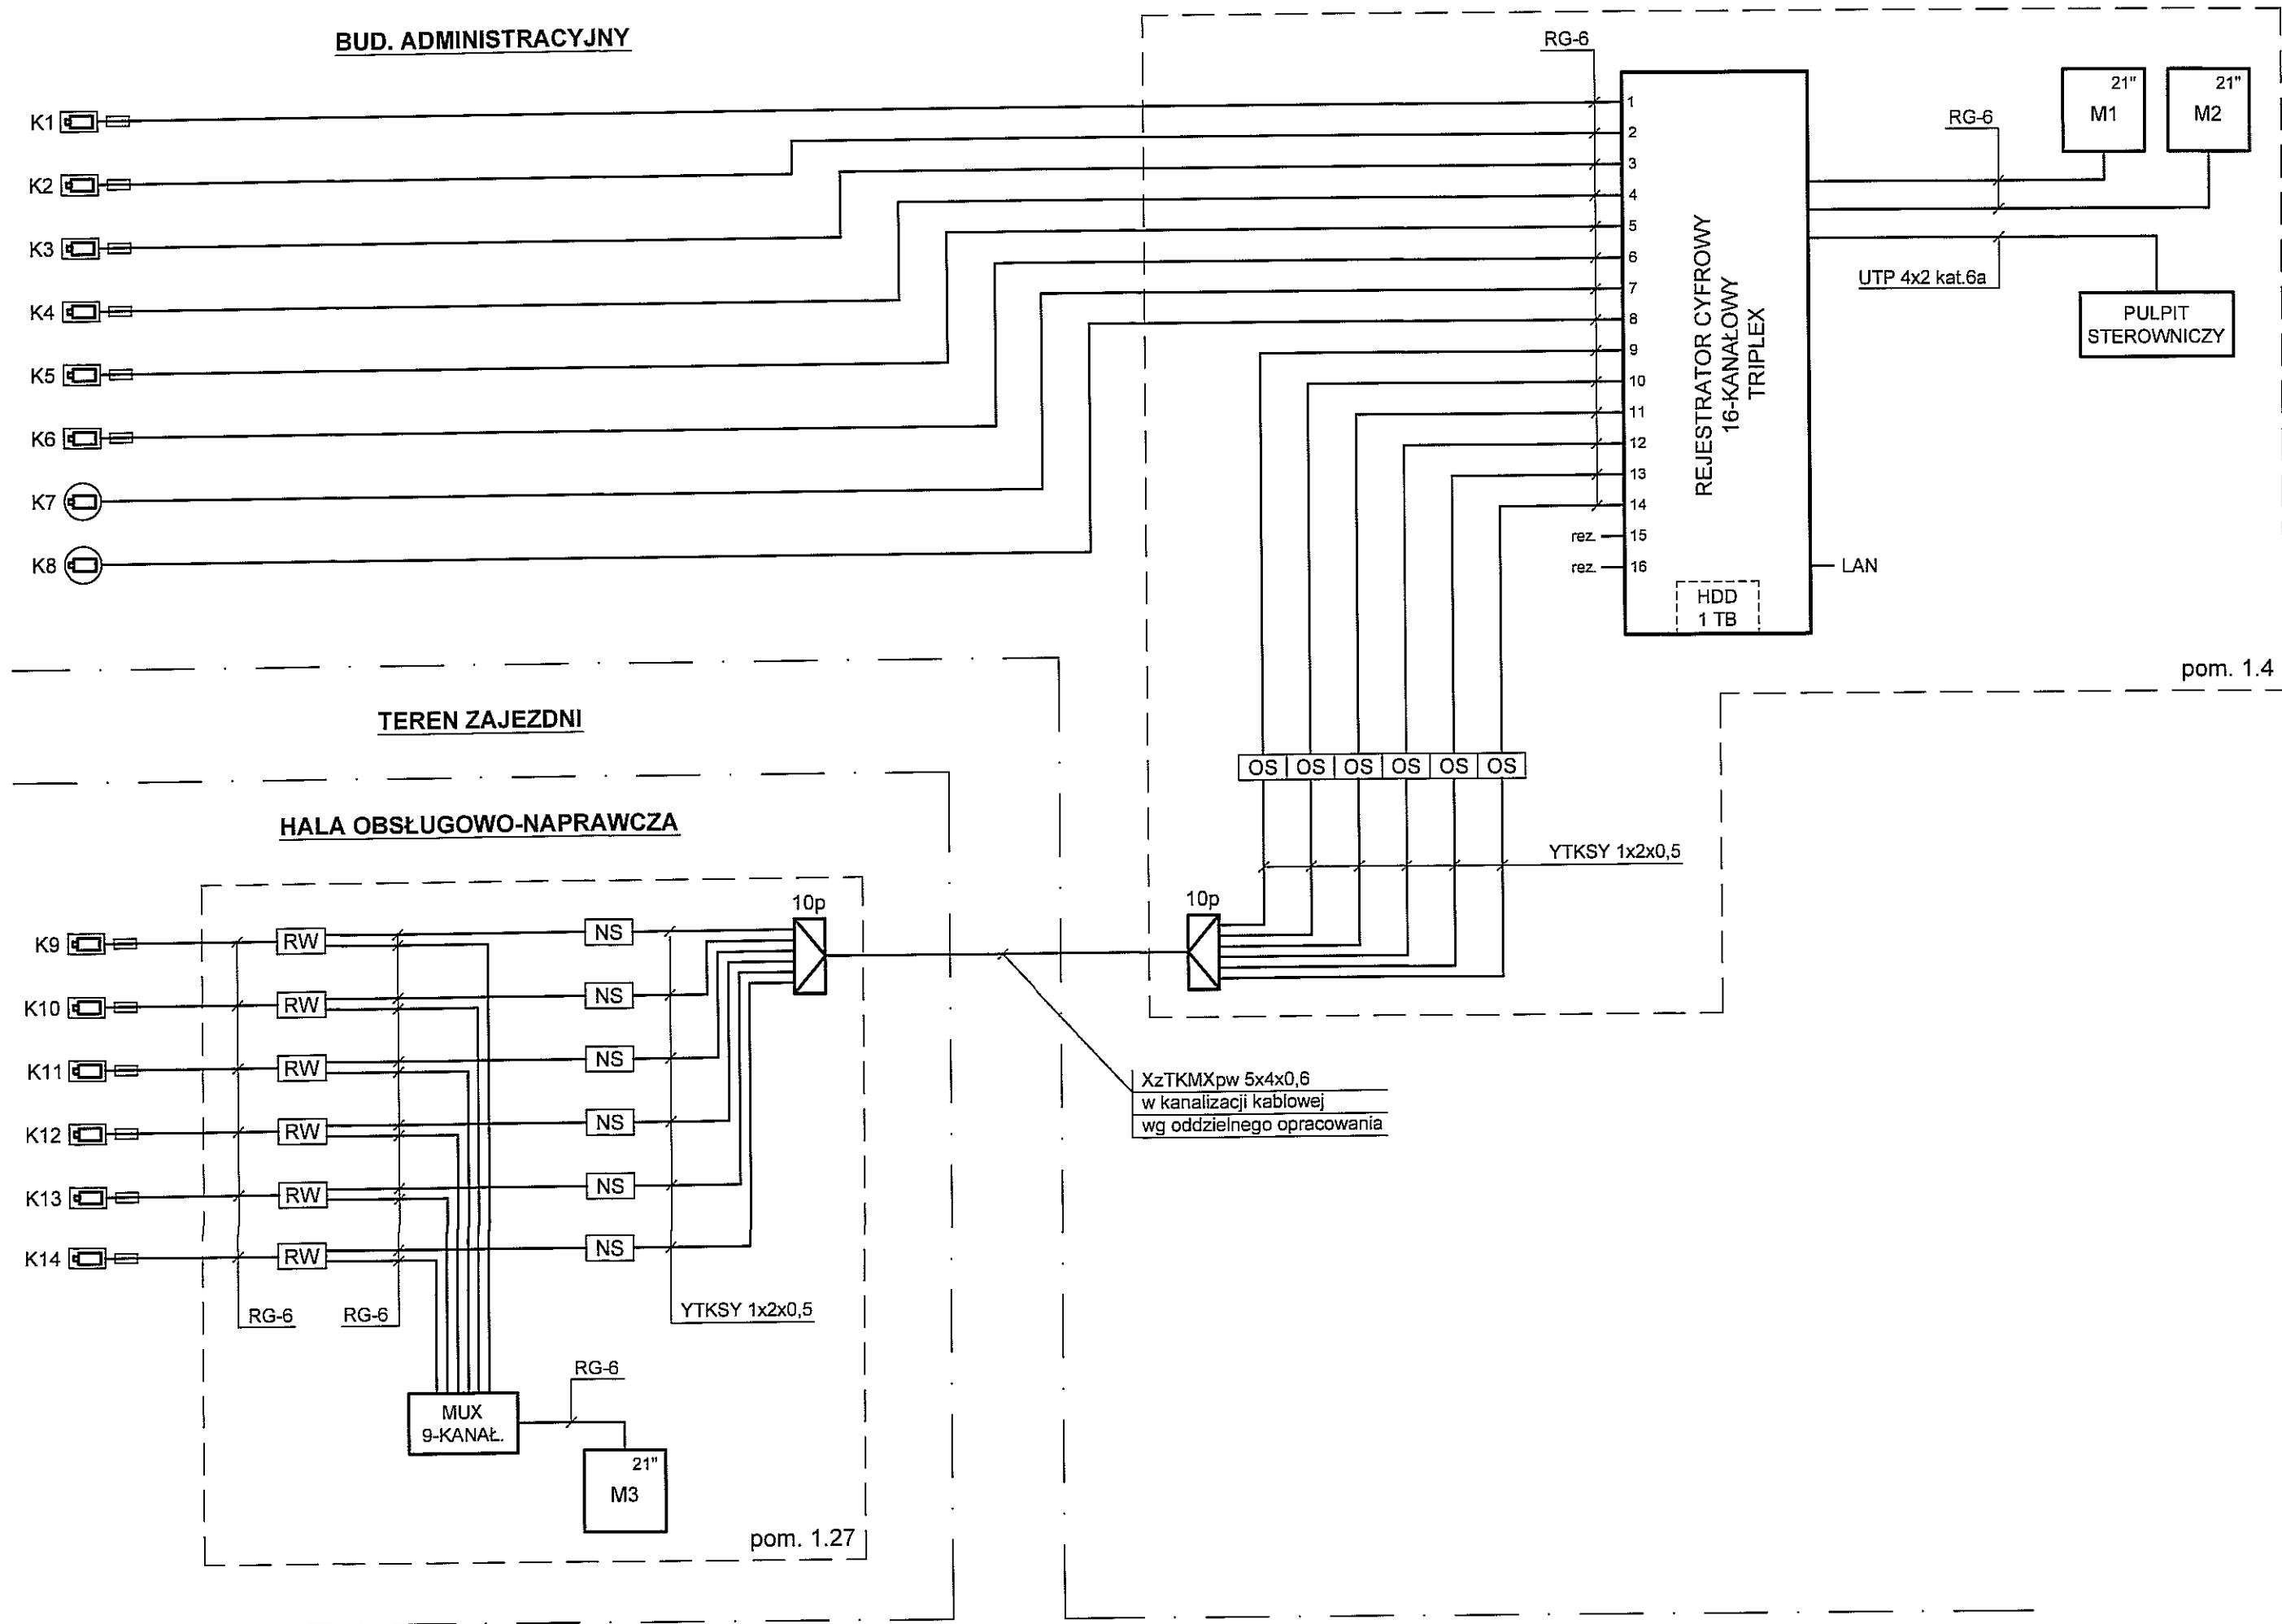 BUD. ADMINISTRACYJNY
K1
K2
K3
K4
K5
K6
K7
K8
RG-6
1
2
3
4
5
6
7
8
9
10
11
12
13
14
rez. 15
rez. 16
REJESTRATOR CYFROWY
16-KANAŁOWY
TRIPLEX
HDD
1 TB
LAN
RG-6
21"
M1
21"
M2
UTP 4x2 kat.6a
PULPIT
STEROWNICZY
pom. 1.4
OS OS OS OS OS OS
YTKSY 1x2x0,5
10p
TEREN ZAJEZDNI
HALA OBSŁUGOWO-NAPRAWCZA
10p
K9 RW NS
K10 RW NS
K11 RW NS
K12 RW NS
K13 RW NS
K14 RW NS
RG-6
RG-6
YTKSY 1x2x0,5
XzTKMXpw 5x4x0,6
w kanalizacji kablowej
wg oddzielnego opracowania
RG-6
MUX
9-KANAŁ.
21"
M3
pom. 1.27